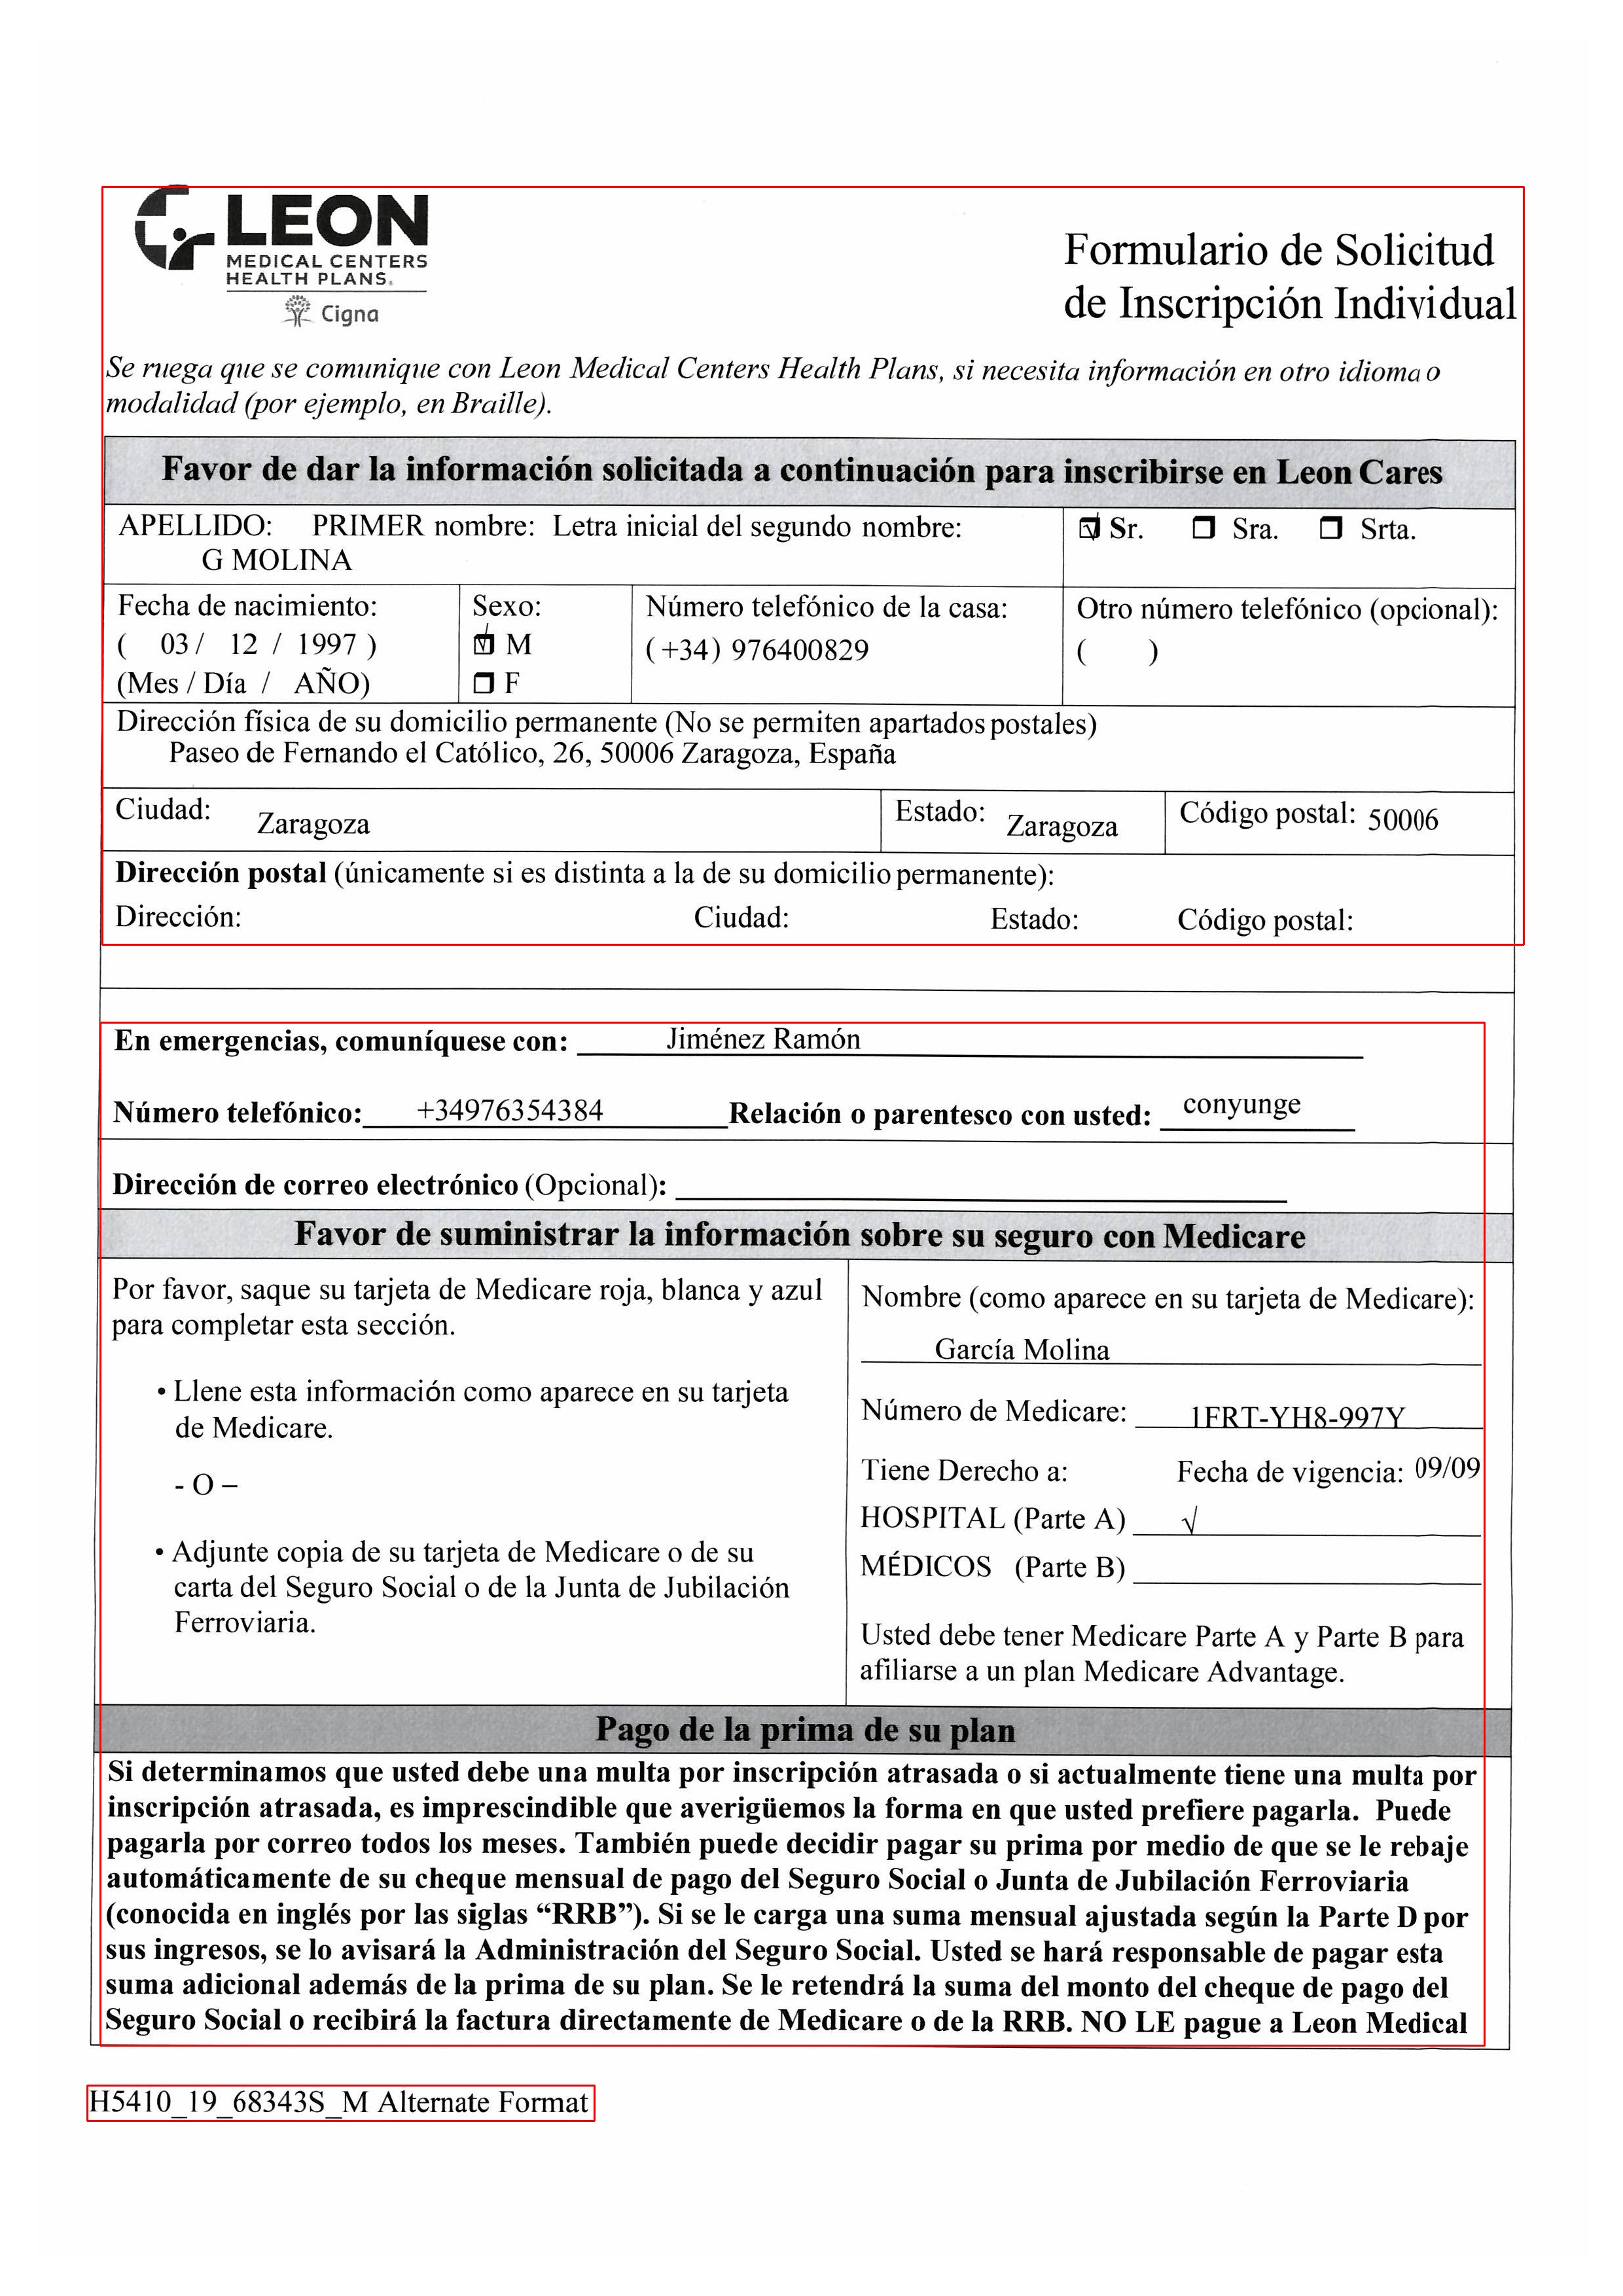 LEON
MEDICAL CENTERS
HEALTH PLANS.
Cigna
Formulario de Solicitud
de Inscripción Individual
Se ruega que se comunique con Leon Medical Centers Health Plans, si necesita información en otro idioma o
modalidad (por ejemplo, en Braille).
Favor de dar la información solicitada a continuación para inscribirse en Leon Cares
APELLIDO: PRIMER nombre: Letra inicial del segundo nombre:
G MOLINA
☑ Sr. ☐ Sra. ☐ Srta.
Fecha de nacimiento:
( 03 / 12 / 1997 )
(Mes / Día / AÑO)
Sexo:
☑ M
☐ F
Número telefónico de la casa:
( +34) 976400829
Otro número telefónico (opcional):
( )
Dirección física de su domicilio permanente (No se permiten apartados postales)
Paseo de Fernando el Católico, 26, 50006 Zaragoza, España
Ciudad: Zaragoza
Estado: Zaragoza
Código postal: 50006
Dirección postal (únicamente si es distinta a la de su domicilio permanente):
Dirección: Ciudad: Estado: Código postal:
En emergencias, comuníquese con: Jiménez Ramón
Número telefónico: +34976354384 Relación o parentesco con usted: conyunge
Dirección de correo electrónico (Opcional):
Favor de suministrar la información sobre su seguro con Medicare
Por favor, saque su tarjeta de Medicare roja, blanca y azul
para completar esta sección.
• Llene esta información como aparece en su tarjeta
de Medicare.
- O –
• Adjunte copia de su tarjeta de Medicare o de su
carta del Seguro Social o de la Junta de Jubilación
Ferroviaria.
Nombre (como aparece en su tarjeta de Medicare):
García Molina
Número de Medicare: 1FRT-YH8-997Y
Tiene Derecho a: Fecha de vigencia: 09/09
HOSPITAL (Parte A) √
MÉDICOS (Parte B)
Usted debe tener Medicare Parte A y Parte B para
afiliarse a un plan Medicare Advantage.
Pago de la prima de su plan
Si determinamos que usted debe una multa por inscripción atrasada o si actualmente tiene una multa por
inscripción atrasada, es imprescindible que averigüemos la forma en que usted prefiere pagarla. Puede
pagarla por correo todos los meses. También puede decidir pagar su prima por medio de que se le rebaje
automáticamente de su cheque mensual de pago del Seguro Social o Junta de Jubilación Ferroviaria
(conocida en inglés por las siglas “RRB”). Si se le carga una suma mensual ajustada según la Parte D por
sus ingresos, se lo avisará la Administración del Seguro Social. Usted se hará responsable de pagar esta
suma adicional además de la prima de su plan. Se le retendrá la suma del monto del cheque de pago del
Seguro Social o recibirá la factura directamente de Medicare o de la RRB. NO LE pague a Leon Medical
H5410_19_68343S_M Alternate Format